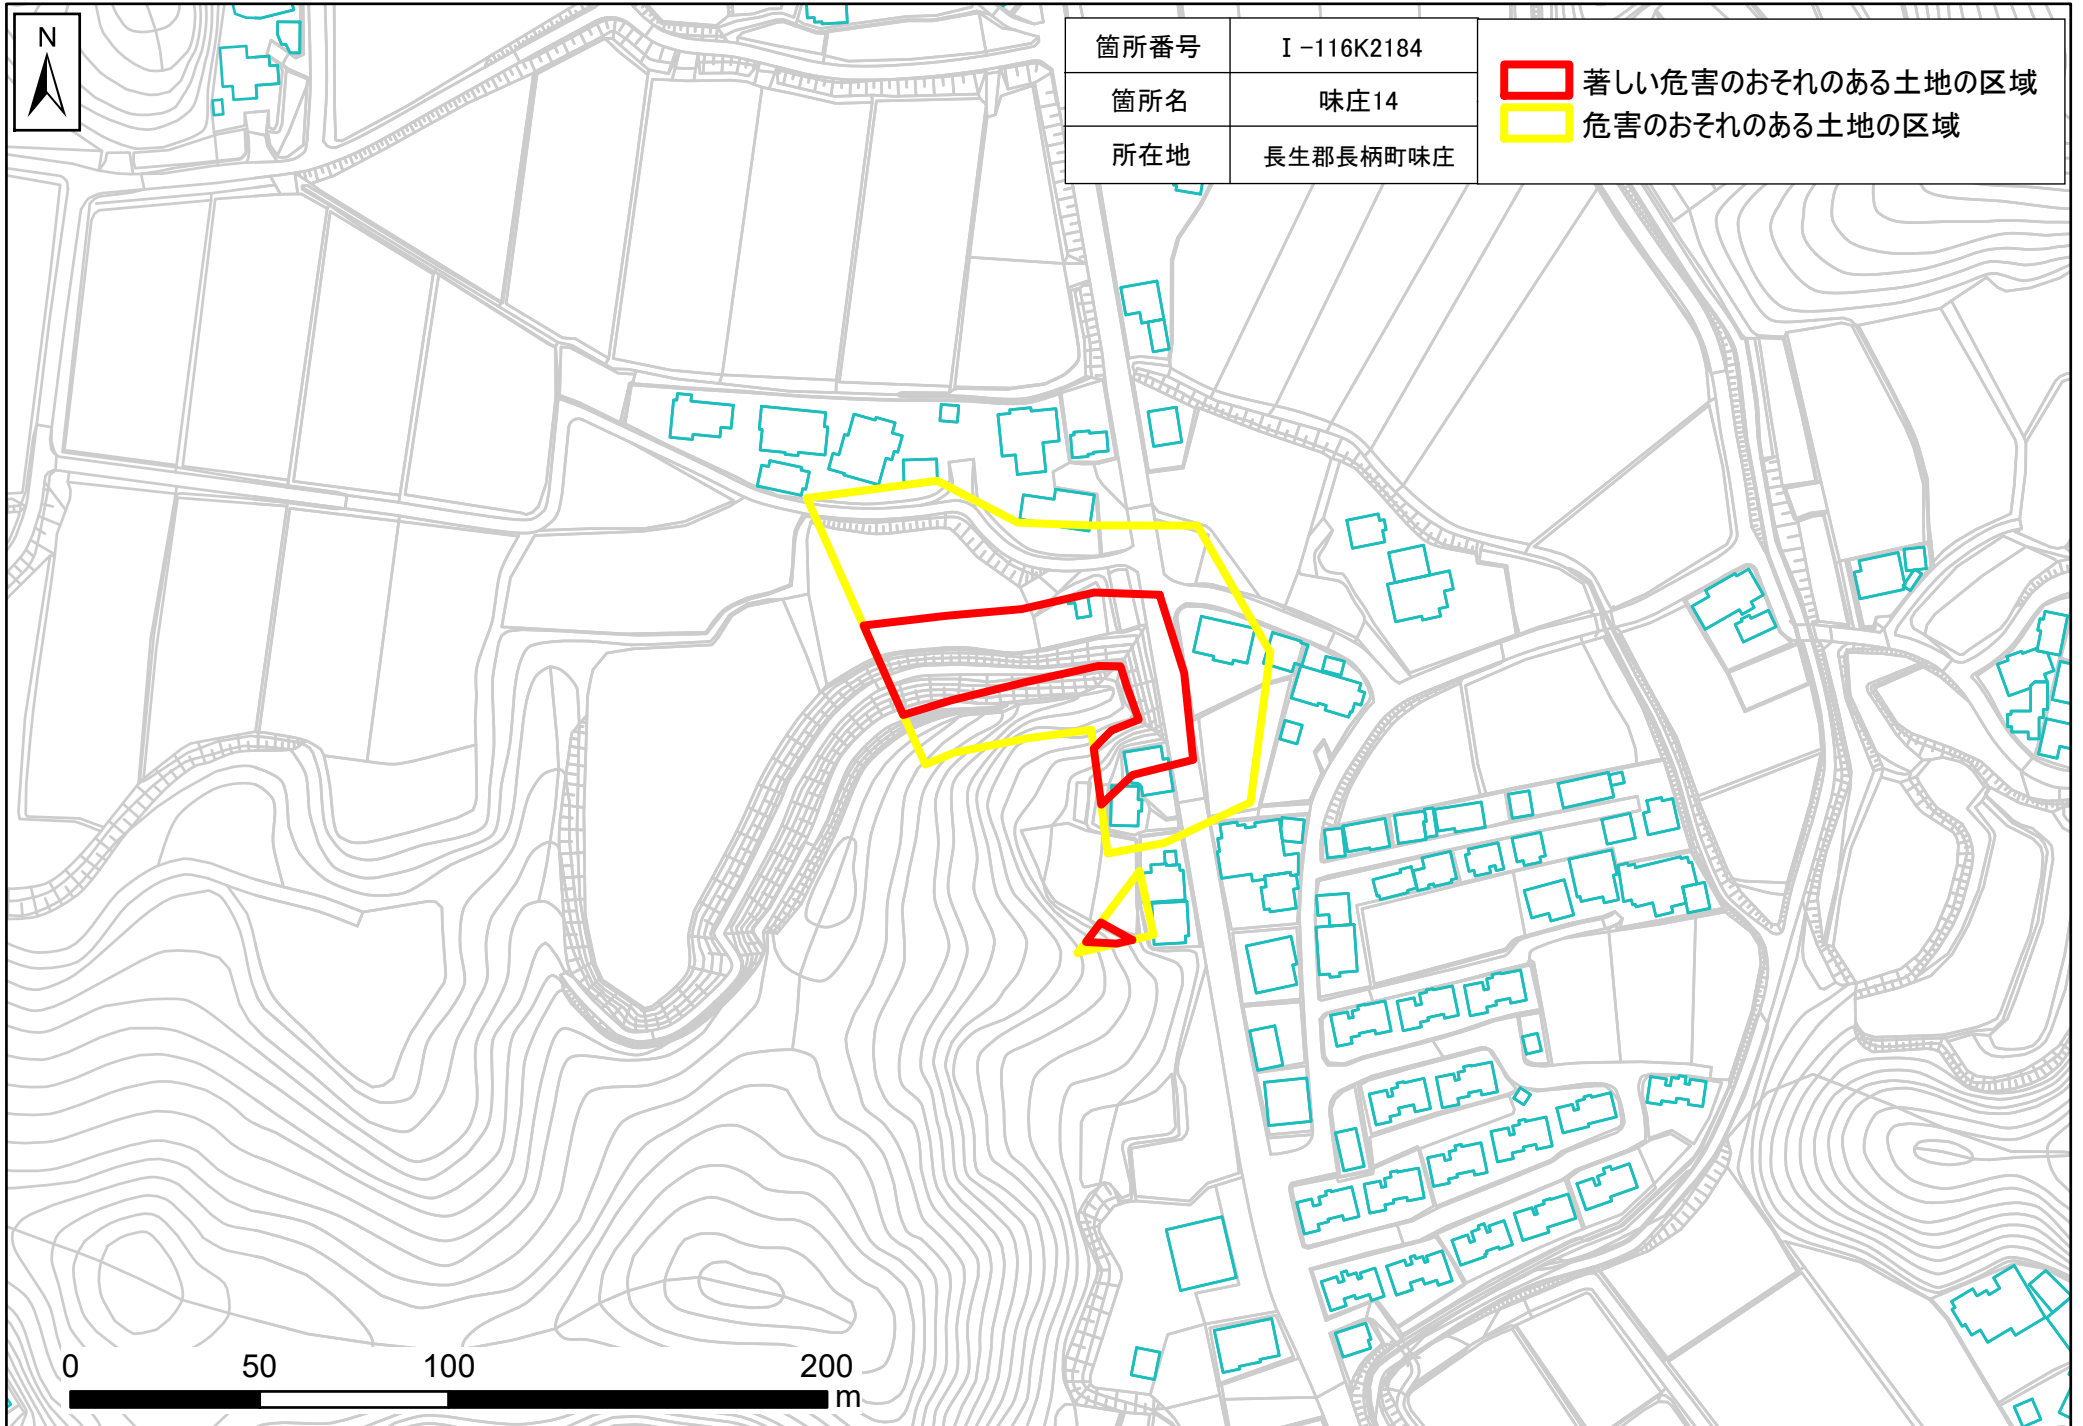 N
箇所番号 Ⅰ-116K2184
箇所名 味庄14
所在地 長生郡長柄町味庄
著しい危害のおそれのある土地の区域
危害のおそれのある土地の区域
0 50 100 200
m